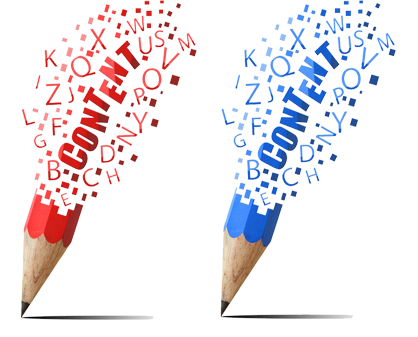 CONTENT
W
X
U
S
M
K
Q
V
O
I
Z
J
P
L
F
Y
G
N
D
B
C
H
E
CONTENT
W
X
U
S
M
K
Q
V
O
I
Z
J
P
L
F
Y
G
N
D
B
C
H
E